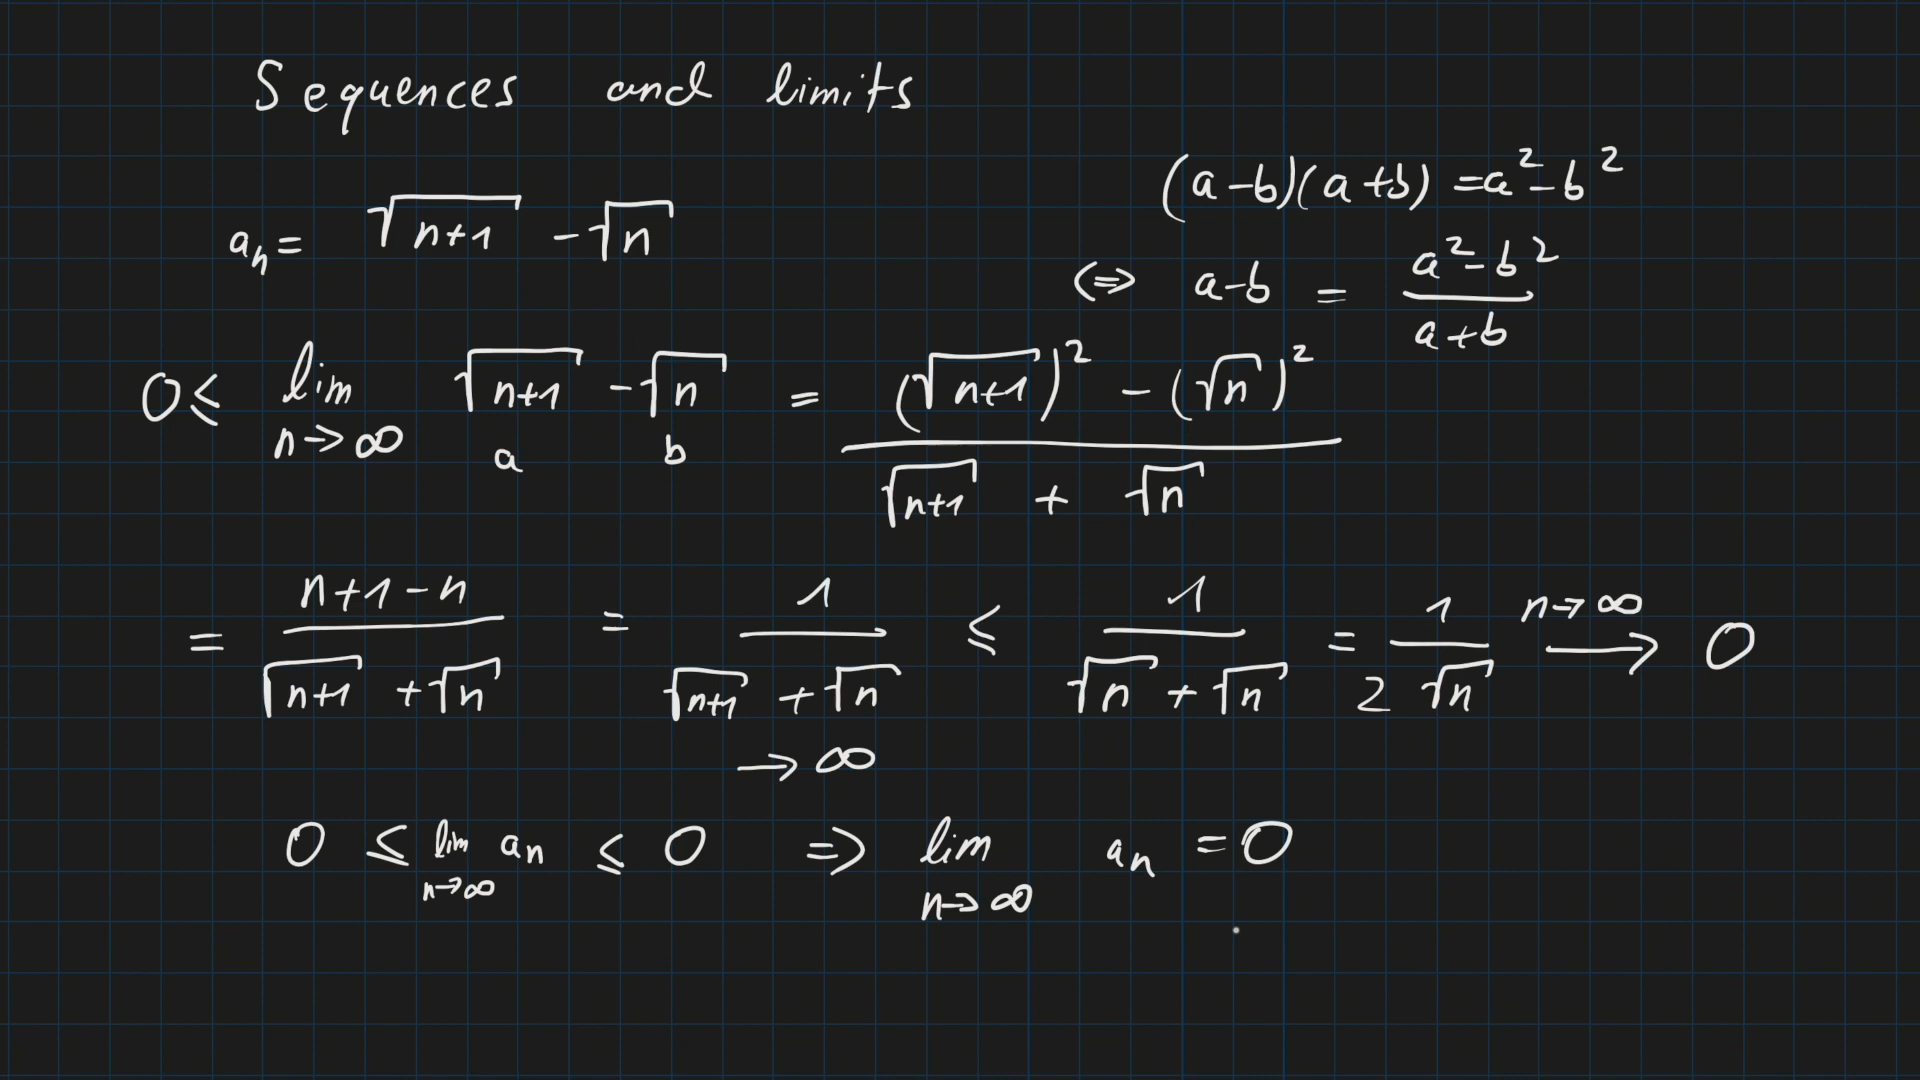 Sequences and limits
(a-b)(a+b) = a²-b²
aₙ = √(n+1) - √n
⇔ a-b = (a²-b²)/(a+b)
0 ≤ lim n→∞ √(n+1) - √n = ((√(n+1))² - (√n)²)/(√(n+1) + √n)
a b
= (n+1-n)/(√(n+1) + √n) = 1/(√(n+1) + √n) ≤ 1/(√n + √n) = 1/(2√n) n→∞ ⟶ 0
→ ∞
0 ≤ lim n→∞ aₙ ≤ 0 ⇒ lim n→∞ aₙ = 0